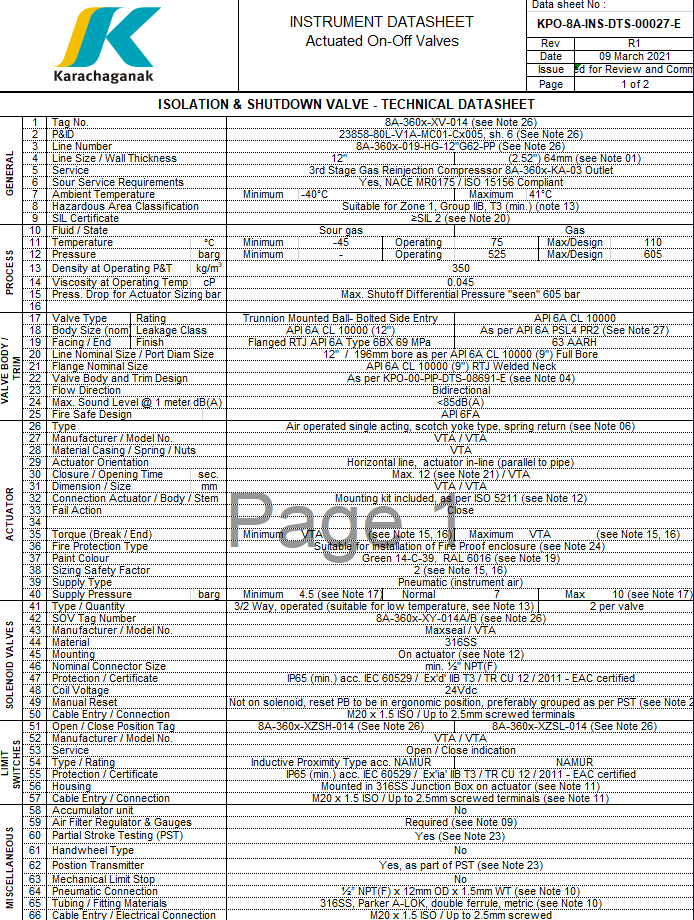 Karachaganak
INSTRUMENT DATASHEET
Actuated On-Off Valves
Data sheet No :
KPO-8A-INS-DTS-00027-E
Rev R1
Date 09 March 2021
Issue ed for Review and Comm
Page 1 of 2
ISOLATION & SHUTDOWN VALVE - TECHNICAL DATASHEET
GENERAL
1 Tag No. 8A-360x-XV-014 (see Note 26)
2 P&ID 23858-80L-V1A-MC01-Cx005, sh. 6 (See Note 26)
3 Line Number 8A-360x-019-HG-12"G62-PP (See Note 26)
4 Line Size / Wall Thickness 12" (2.52") 64mm (see Note 01)
5 Service 3rd Stage Gas Reinjection Compresssor 8A-360x-KA-03 Outlet
6 Sour Service Requirements Yes, NACE MR0175 / ISO 15156 Compliant
7 Ambient Temperature Minimum -40°C Maximum 41°C
8 Hazardous Area Classification Suitable for Zone 1, Group IIB, T3 (min.) (note 13)
9 SIL Certificate ≥SIL 2 (see Note 20)
PROCESS
10 Fluid / State Sour gas Gas
11 Temperature °C Minimum -45 Operating 75 Max/Design 110
12 Pressure barg Minimum - Operating 525 Max/Design 605
13 Density at Operating P&T kg/m³ 350
14 Viscosity at Operating Temp cP 0.045
15 Press. Drop for Actuator Sizing bar Max. Shutoff Differential Pressure "seen" 605 bar
16
VALVE BODY / TRIM
17 Valve Type Rating Trunnion Mounted Ball- Bolted Side Entry API 6A CL 10000
18 Body Size (nom Leakage Class API 6A CL 10000 (12") As per API 6A PSL4 PR2 (See Note 27)
19 Facing / End Finish Flanged RTJ API 6A Type 6BX 69 MPa 63 AARH
20 Line Nominal Size / Port Diam Size 12" / 196mm bore as per API 6A CL 10000 (9") Full Bore
21 Flange Nominal Size API 6A CL 10000 (9") RTJ Welded Neck
22 Valve Body and Trim Design As per KPO-00-PIP-DTS-08691-E (see Note 04)
23 Flow Direction Bidirectional
24 Max. Sound Level @ 1 meter dB(A) <85dB(A)
25 Fire Safe Design API 6FA
ACTUATOR
26 Type Air operated single acting, scotch yoke type, spring return (see Note 06)
27 Manufacturer / Model No. VTA / VTA
28 Material Casing / Spring / Nuts VTA
29 Actuator Orientation Horizontal line, actuator in-line (parallel to pipe)
30 Closure / Opening Time sec. Max. 12 (see Note 21) / VTA
31 Dimension / Size mm VTA / VTA
32 Connection Actuator / Body / Stem Mounting kit included, as per ISO 5211 (see Note 12)
33 Fail Action Close
34
35 Torque (Break / End) Minimum VTA (see Note 15, 16) Maximum VTA (see Note 15, 16)
36 Fire Protection Type Suitable for installation of Fire Proof enclosure (see Note 24)
37 Paint Colour Green 14-C-39, RAL 6016 (see Note 19)
38 Sizing Safety Factor 2 (see Note 15, 16)
39 Supply Type Pneumatic (instrument air)
40 Supply Pressure barg Minimum 4.5 (see Note 17) Normal 7 Max 10 (see Note 17)
Page 1
SOLENOID VALVES
41 Type / Quantity 3/2 Way, operated (suitable for low temperature, see Note 13) 2 per valve
42 SOV Tag Number 8A-360x-XY-014A/B (see Note 26)
43 Manufacturer / Model No. Maxseal / VTA
44 Material 316SS
45 Mounting On actuator (see Note 12)
46 Nominal Connector Size min. ½" NPT(F)
47 Protection / Certificate IP65 (min.) acc. IEC 60529 / Ex'd' IIB T3 / TR CU 12 / 2011 - EAC certified
48 Coil Voltage 24Vdc
49 Manual Reset Not on solenoid, reset PB to be in ergonomic position, preferably grouped as per PST (see Note 2
50 Cable Entry / Connection M20 x 1.5 ISO / Up to 2.5mm screwed terminals
LIMIT SWITCHES
51 Open / Close Position Tag 8A-360x-XZSH-014 (See Note 26) 8A-360x-XZSL-014 (See Note 26)
52 Manufacturer / Model No. VTA / VTA
53 Service Open / Close indication
54 Type / Rating Inductive Proximity Type acc. NAMUR NAMUR
55 Protection / Certificate IP65 (min.) acc. IEC 60529 / Ex'ia' IIB T3 / TR CU 12 / 2011 - EAC certified
56 Housing Mounted in 316SS Junction Box on actuator (see Note 11)
57 Cable Entry / Connection M20 x 1.5 ISO / Up to 2.5mm screwed terminals (see Note 11)
MISCELLANEOUS
58 Accumulator unit No
59 Air Filter Regulator & Gauges Required (see Note 09)
60 Partial Stroke Testing (PST) Yes (See Note 23)
61 Handwheel Type No
62 Postion Transmitter Yes, as part of PST (see Note 23)
63 Mechanical Limit Stop No
64 Pneumatic Connection ½" NPT(F) x 12mm OD x 1.5mm WT (see Note 10)
65 Tubing / Fitting Materials 316SS, Parker A-LOK, double ferrule, metric (see Note 10)
66 Cable Entry / Electrical Connection M20 x 1.5 ISO / Up to 2.5mm screwed